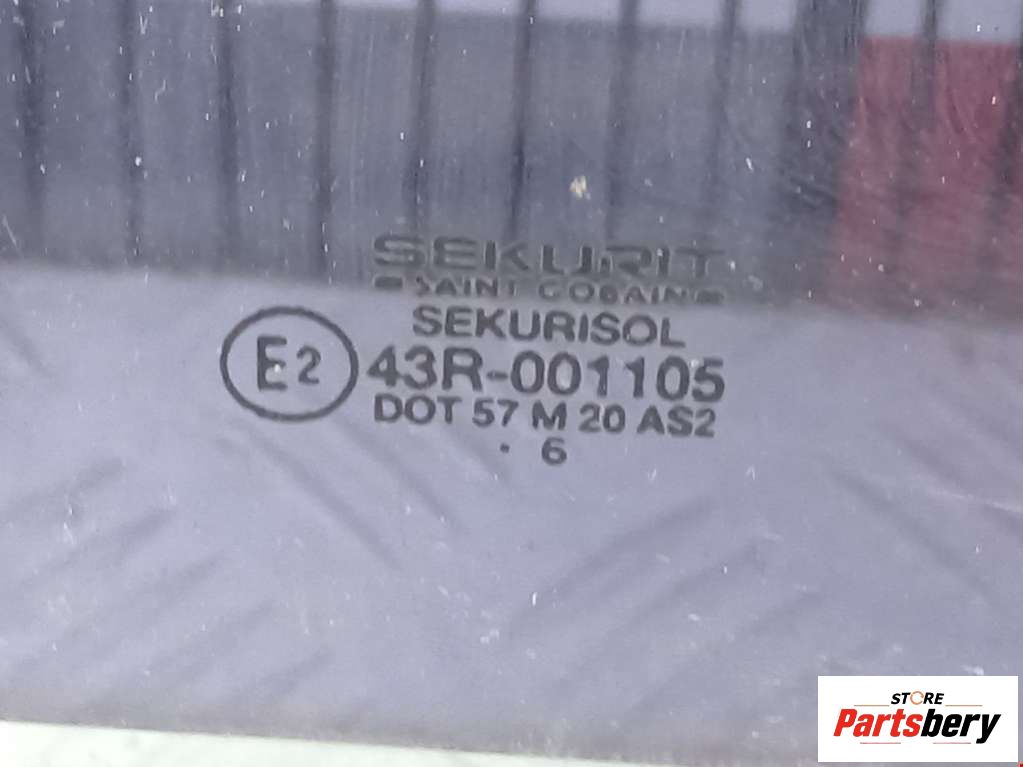 SEKURIT
SAINT GOBAIN
SEKURISOL
E2 43R-001105
DOT 57 M 20 AS2
. 6
STORE
Partsbery